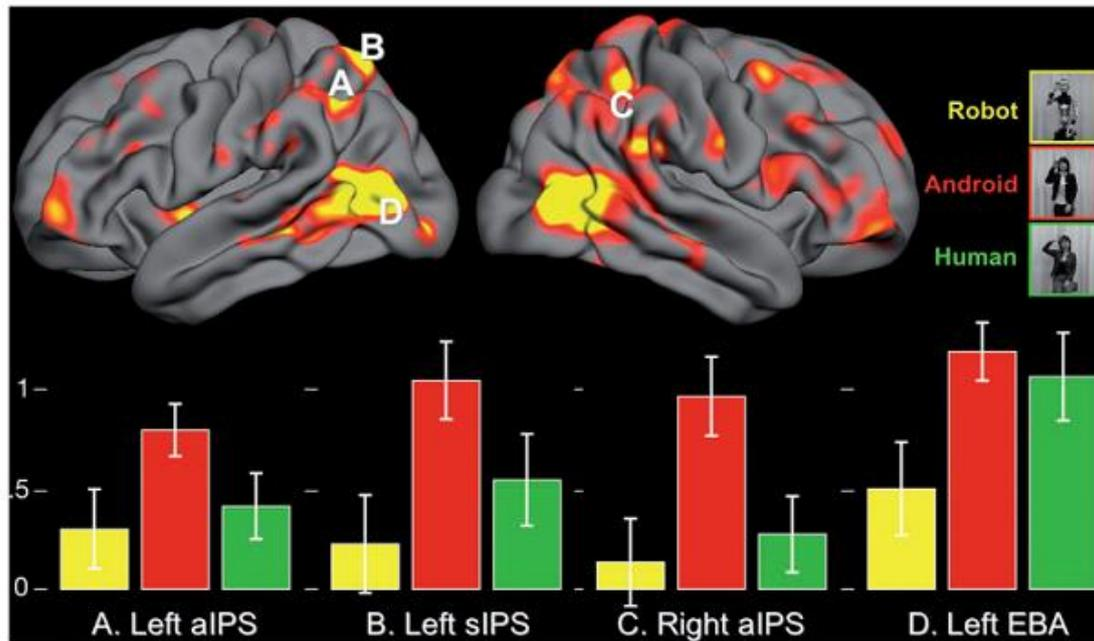 B
A
C
D
Robot
Android
Human
1
.5
0
A. Left aIPS
B. Left sIPS
C. Right aIPS
D. Left EBA